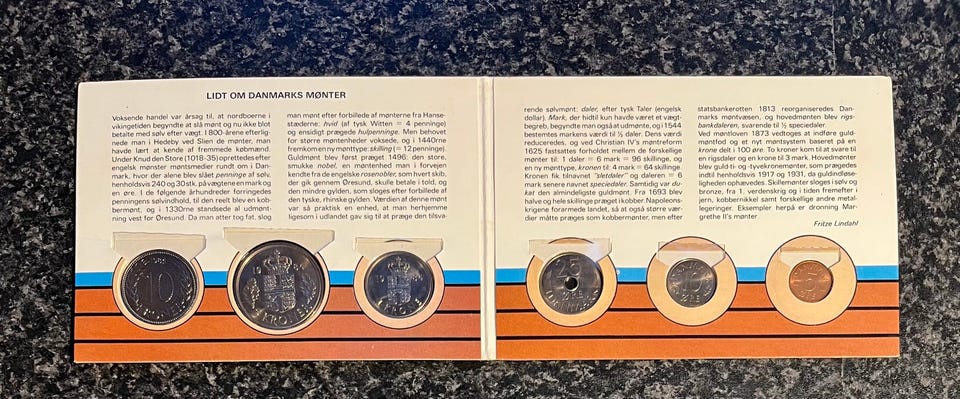 LIDT OM DANMARKS MØNTER
Voksende handel var årsag til, at nordboerne i
vikingetiden begyndte at slå mønt og nu ikke blot
betalte med sølv efter vægt. I 800-årene efterlig-
nede man i Hedeby ved Slien de mønter, man
havde lært at kende af fremmede købmænd.
Under Knud den Store (1018-35) oprettedes efter
engelsk mønster møntsmedier rundt om i Dan-
mark, hvor der alene blev slået penninge af sølv,
henholdsvis 240 og 30 stk. på vægtens en mark og
en øre. I de følgende århundreder forringedes
penningens sølvindhold, til den reelt blev en kob-
bermønt, og i 1330rne standsede al udmønt-
ning vest for Øresund. Da man atter tog fat, slog
man mønt efter forbillede af mønterne fra Hanse-
stæderne: hvid (af tysk Witten = 4 penninge)
og ensidigt prægede hulpenninge. Men behovet
for større møntenheder voksede, og i 1440rne
fremkom en ny mønttype: skilling (= 12 penninge).
Guldmønt blev først præget 1496: den store,
smukke nobel, en møntenhed man i forvejen
kendte fra de engelske rosenobler, som hvert skib,
der gik gennem Øresund, skulle betale i told, og
den mindre gylden, som sloges efter forbillede af
den tyske, rhinske gylden. Værdien af denne mønt
var så praktisk en enhed, at man herhjemme
ligesom i udlandet gav sig til at præge den tilsva-
rende sølvmønt: daler, efter tysk Taler (engelsk
dollar). Mark, der hidtil kun havde været et vægt-
begreb, begyndte man også at udmønte, og i 1544
bestemtes markens værdi til ½ daler. Dens værdi
reduceredes, og ved Christian IV's møntreform
1625 fastsattes forholdet mellem de forskellige
mønter til: 1 daler = 6 mark = 96 skillinge, og
en ny mønttype, kronen til: 4 mark = 64 skillinge.
Kronen fik tilnavnet "sletdaler" og daleren = 6
mark senere navnet speciedaler. Samtidig var du-
kat den almindeligste guldmønt. Fra 1693 blev
halve og hele skillinge præget i kobber. Napoleons-
krigene forarmede landet, så at også større vær-
dier måtte præges som kobbermønter, men efter
statsbankerotten 1813 reorganiseredes Dan-
marks møntvæsen, og hovedmønten blev rigs-
bankdaleren, svarende til ½ speciedaler.
Ved møntloven 1873 vedtoges at indføre guld-
møntfod og et nyt møntsystem baseret på en
krone delt i 100 øre. To kroner kom til at svare til
en rigsdaler og en krone til 3 mark. Hovedmønter
blev guld ti- og -tyvekronemønter, som prægedes
indtil henholdsvis 1917 og 1931, da guldindløse-
ligheden ophævedes. Skillemønter sloges i sølv og
bronze, fra 1. verdenskrig og i tiden fremefter i
jern, kobbernikkel samt forskellige andre metal-
legeringer. Eksempler herpå er dronning Mar-
grethe II's mønter.
Fritze Lindahl
10
KRONER
5 KRONER
25
ØRE
10
ØRE
5
ØRE